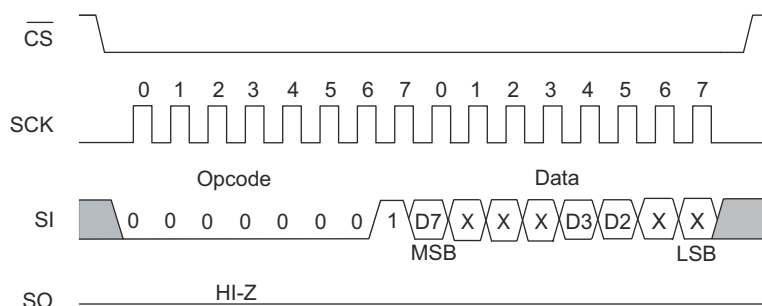 CS
0 1 2 3 4 5 6 7 0 1 2 3 4 5 6 7
SCK
Opcode Data
SI 0 0 0 0 0 0 0 1 D7 X X X D3 D2 X X
MSB LSB
HI-Z
SO